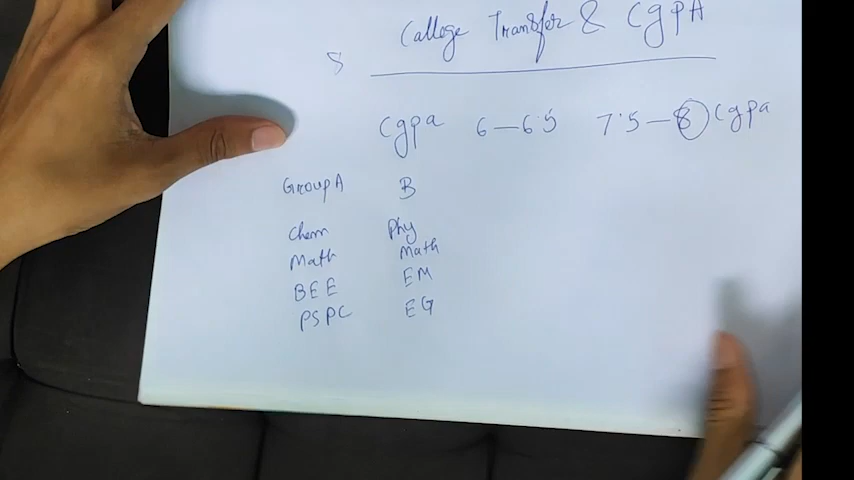 College Transfer & CgPA
8
Cgpa 6-6.5 7.5-8 Cgpa
Group A B
Chem Phy
Math Math
BEE EM
PSPC EG